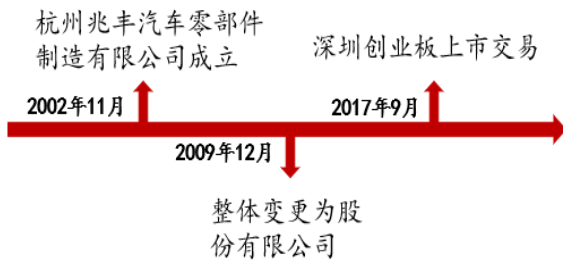 杭州兆丰汽车零部件
制造有限公司成立
深圳创业板上市交易
2002年11月
2017年9月
2009年12月
整体变更为股
份有限公司